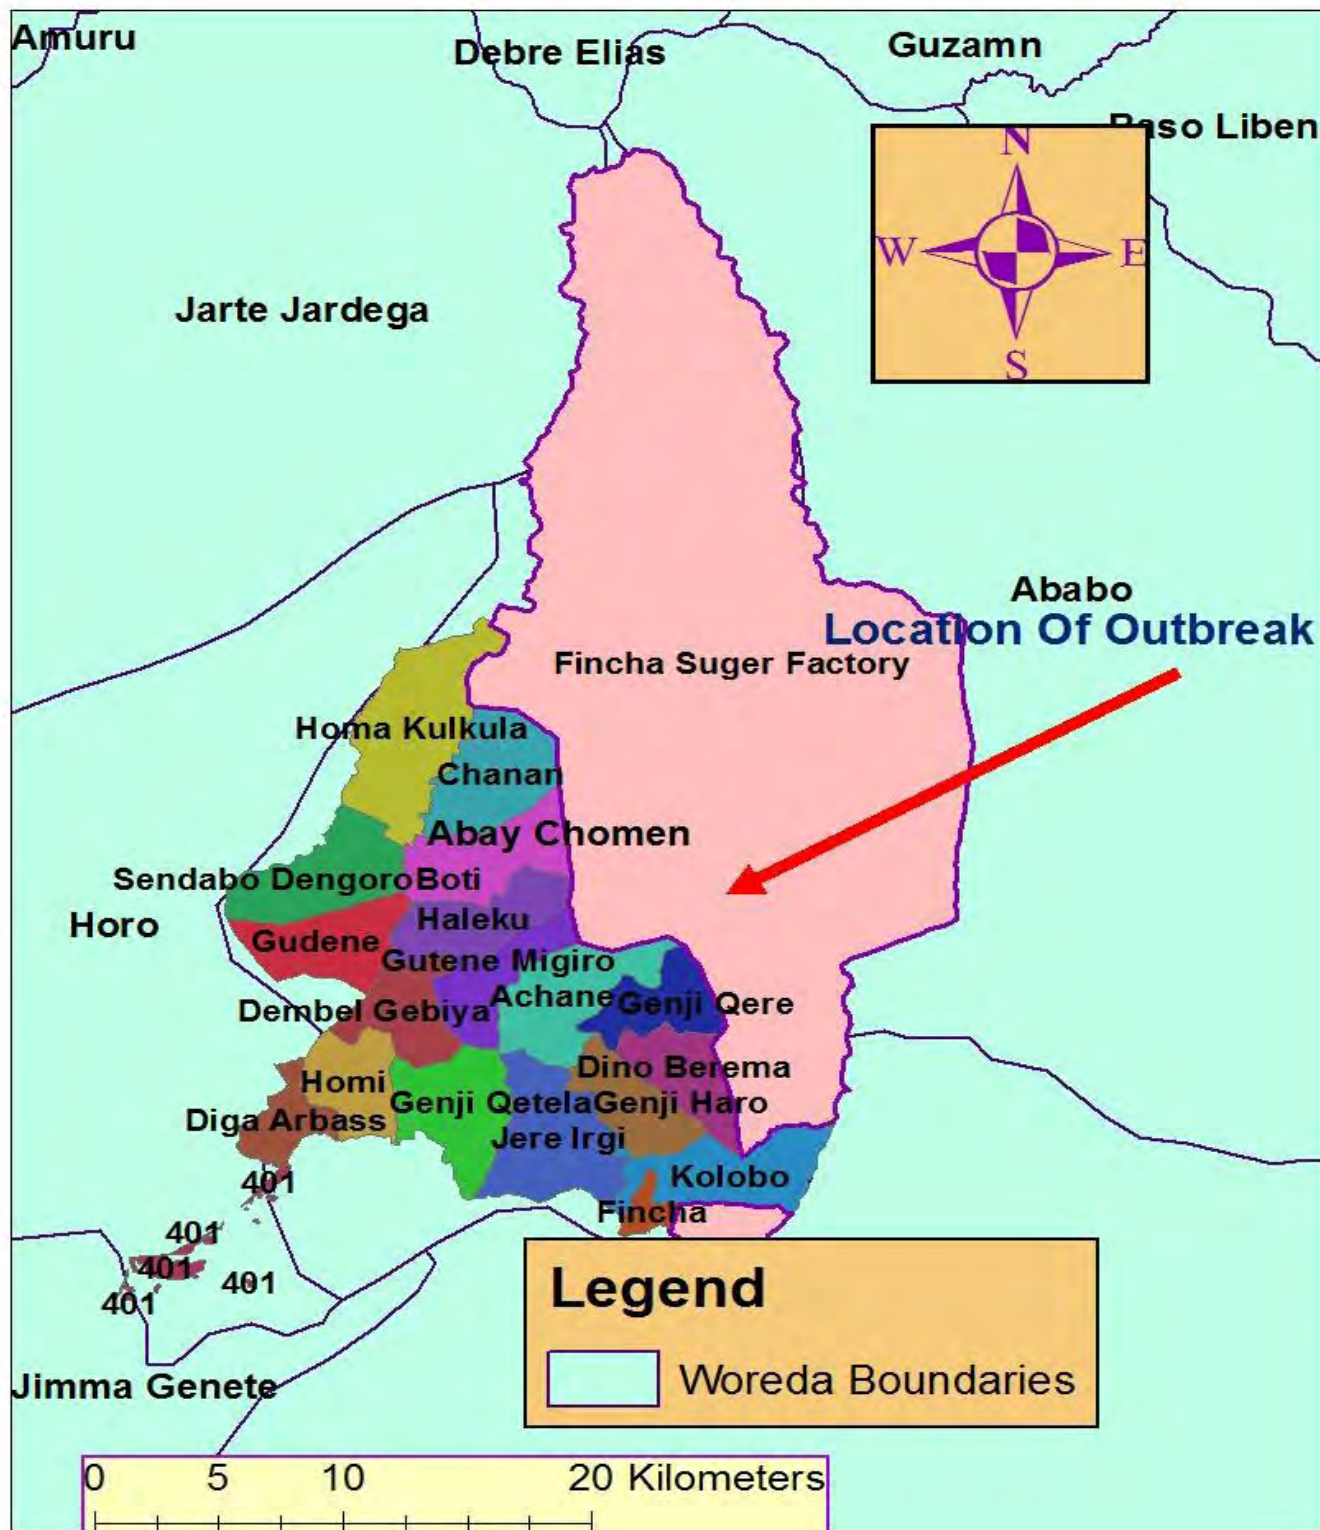 Amuru
Debre Elias
Guzamn
Baso Liben
N
W
E
S
Jarte Jardega
Ababo
Location Of Outbreak
Fincha Suger Factory
Homa Kulkula
Chanan
Abay Chomen
Sendabo Dengoro
Boti
Horo
Haleku
Gudene
Gutene Migiro
Achane
Genji Qere
Dembel Gebiya
Dino Berema
Homi
Genji Qetela
Genji Haro
Diga Arbass
Jere Irgi
401
Kolobo
Fincha
401
401
401
401
Legend
Woreda Boundaries
Jimma Genete
0 5 10 20 Kilometers